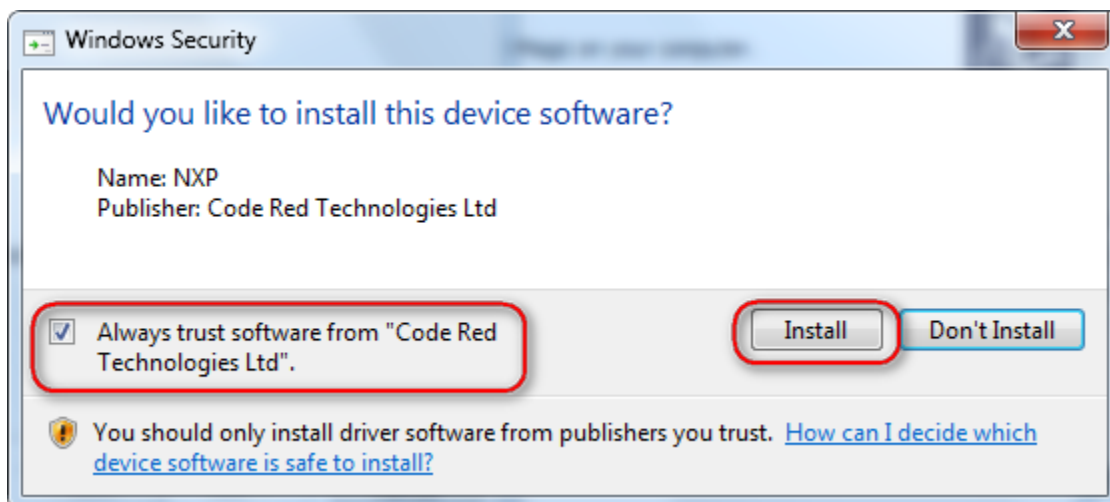 Windows Security
Would you like to install this device software?
Name: NXP
Publisher: Code Red Technologies Ltd
Always trust software from "Code Red
Technologies Ltd".
Install
Don't Install
You should only install driver software from publishers you trust. How can I decide which
device software is safe to install?